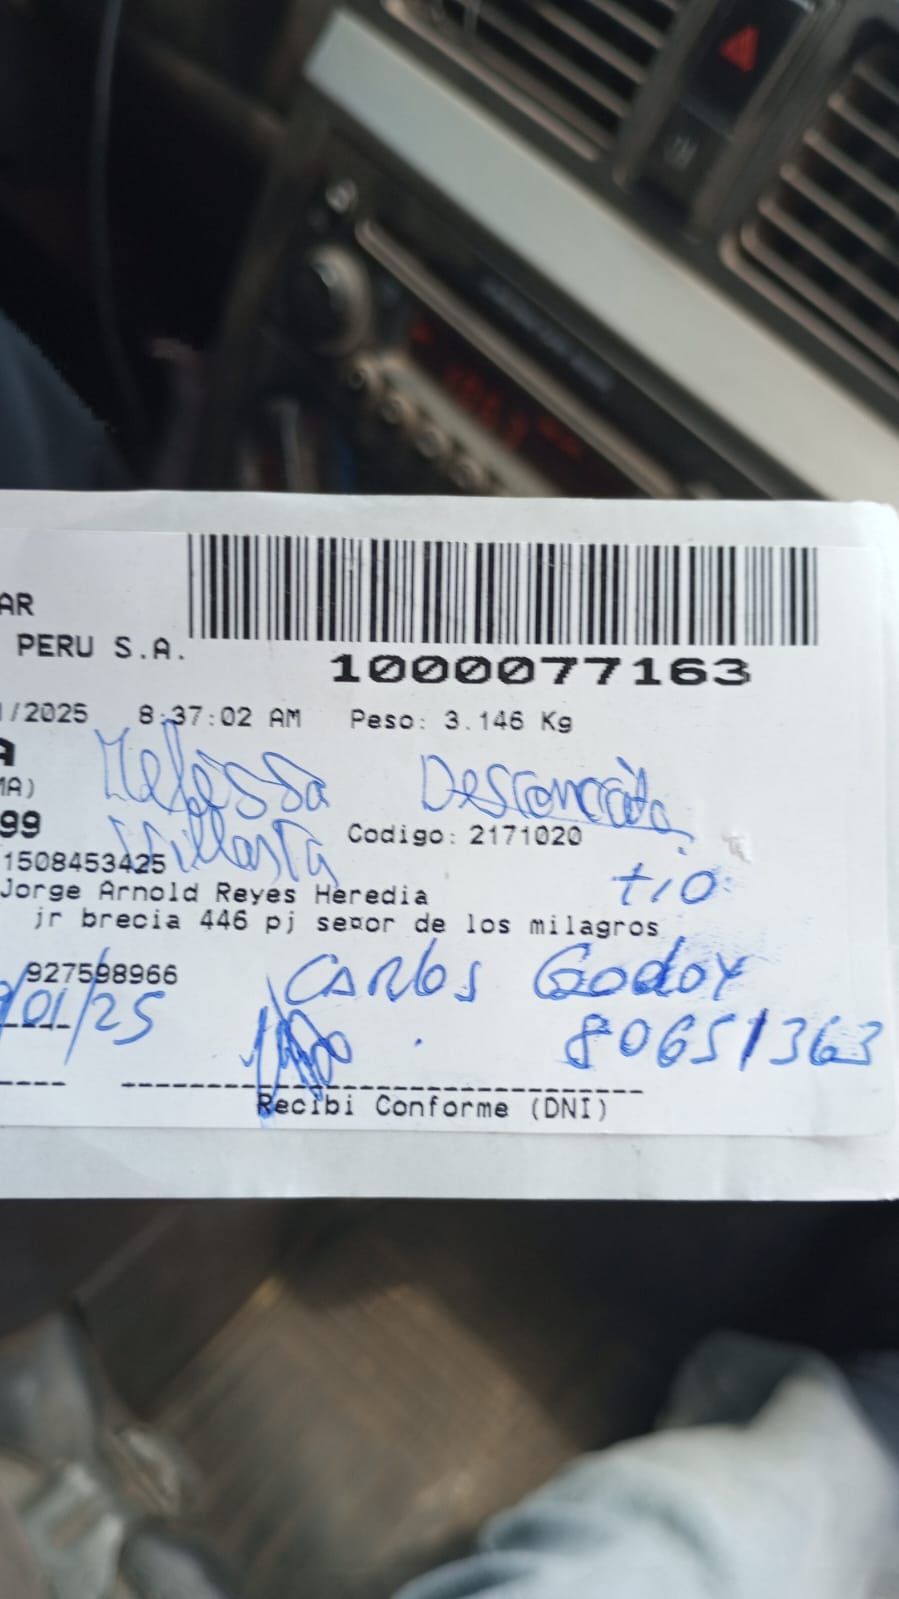 AR
PERU S.A.
1000077163
/2025 8:37:02 AM Peso: 3.146 Kg
A
Melissa Desconocido
MA)
99 Codigo: 2171020
1508453425
tio
Jorge Arnold Reyes Heredia
jr brecia 446 pj se¤or de los milagros
927598966 Carlos Godoy
/01/25 80651363
Recibi Conforme (DNI)